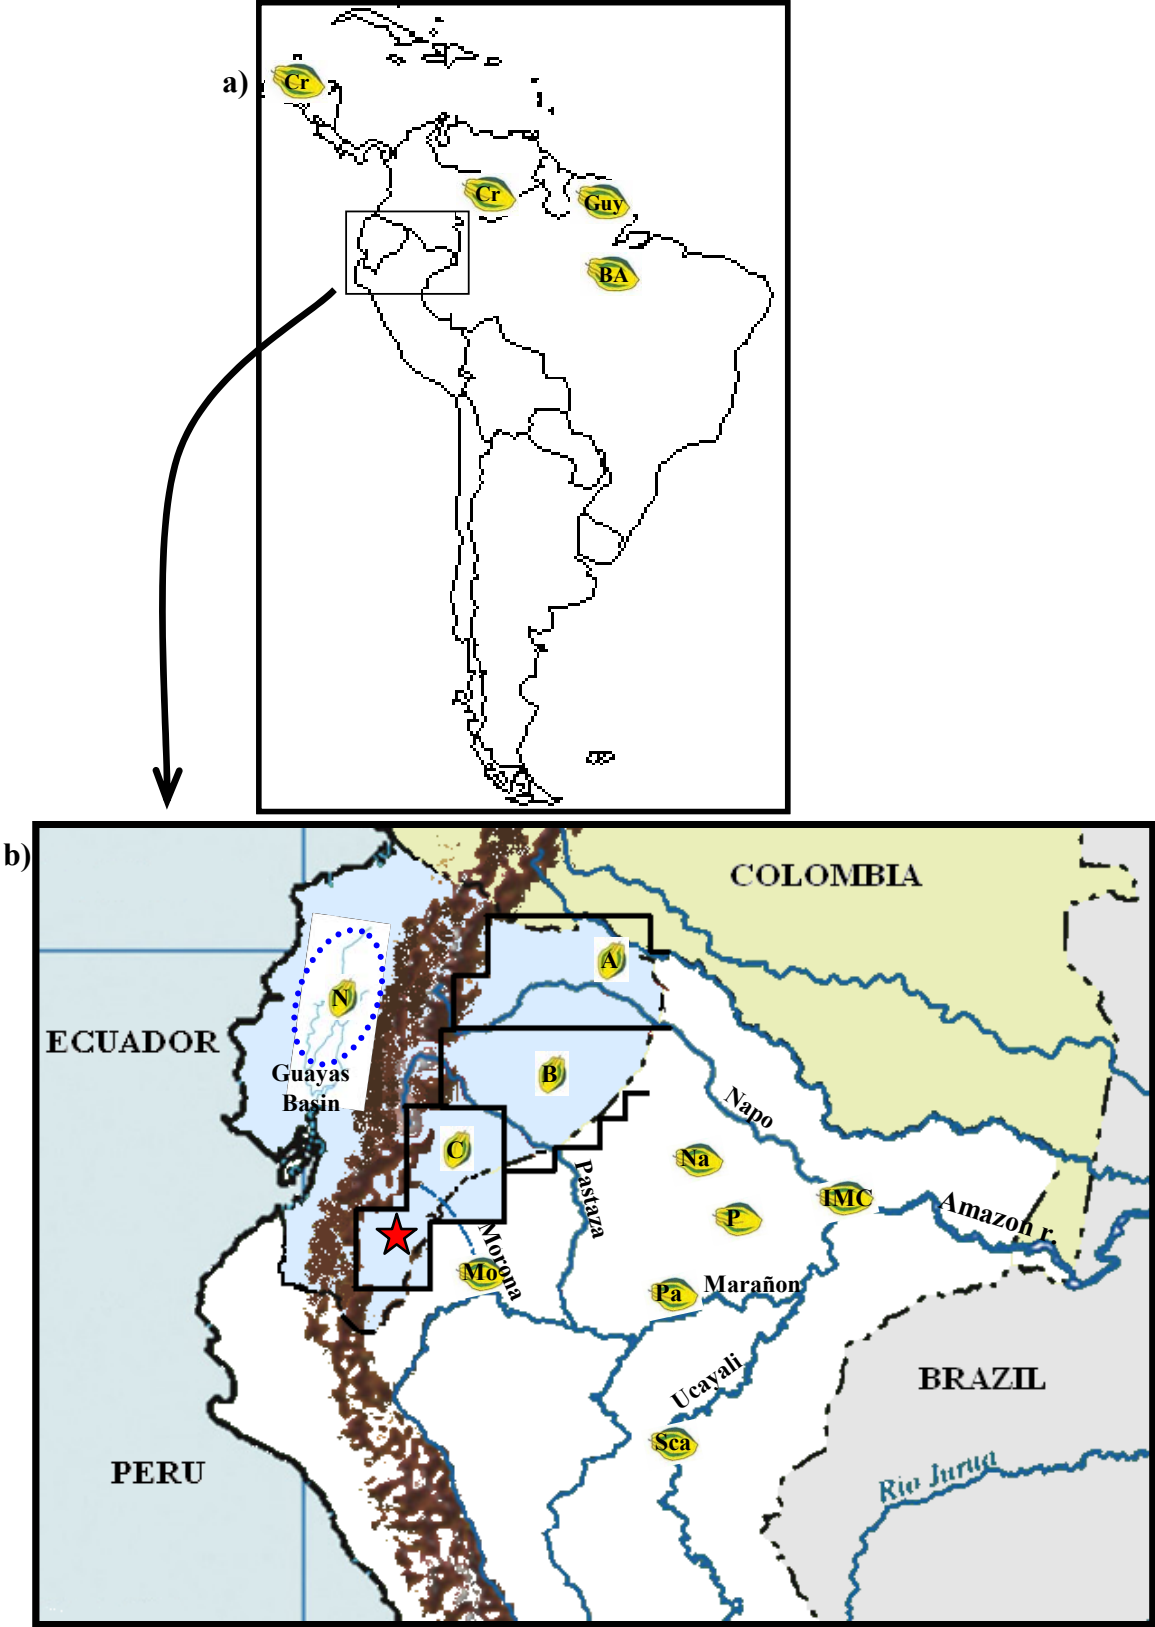 a)
Cr
Cr
Guy
BA
b)
COLOMBIA
A
N
ECUADOR
Guayas
Basin
B
Napo
C
Na
Pastaza
IMC
P
Amazon r.
Morona
Mo
Pa
Marañon
Ucayali
BRAZIL
Sca
PERU
Rio Jurua